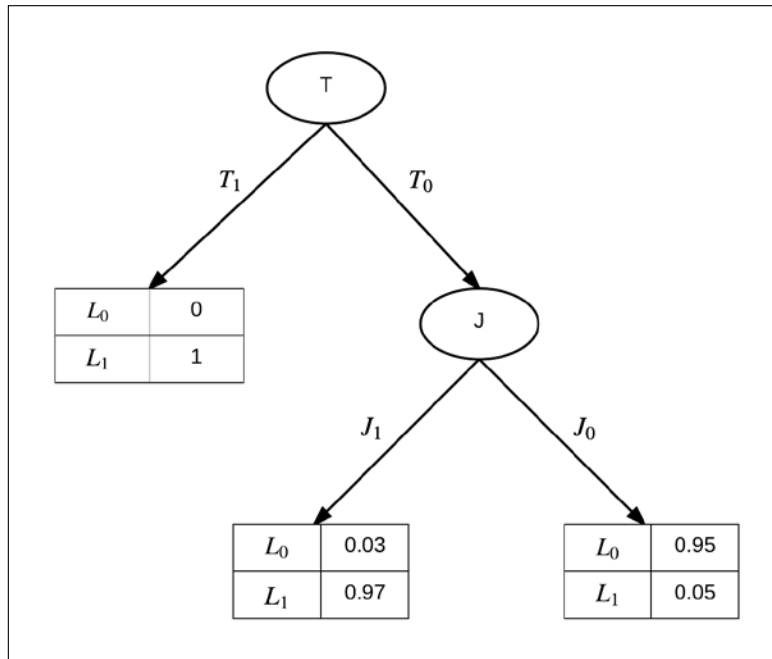 T
T₁ T₀
L₀ 0
L₁ 1
J
J₁ J₀
L₀ 0.03
L₁ 0.97
L₀ 0.95
L₁ 0.05